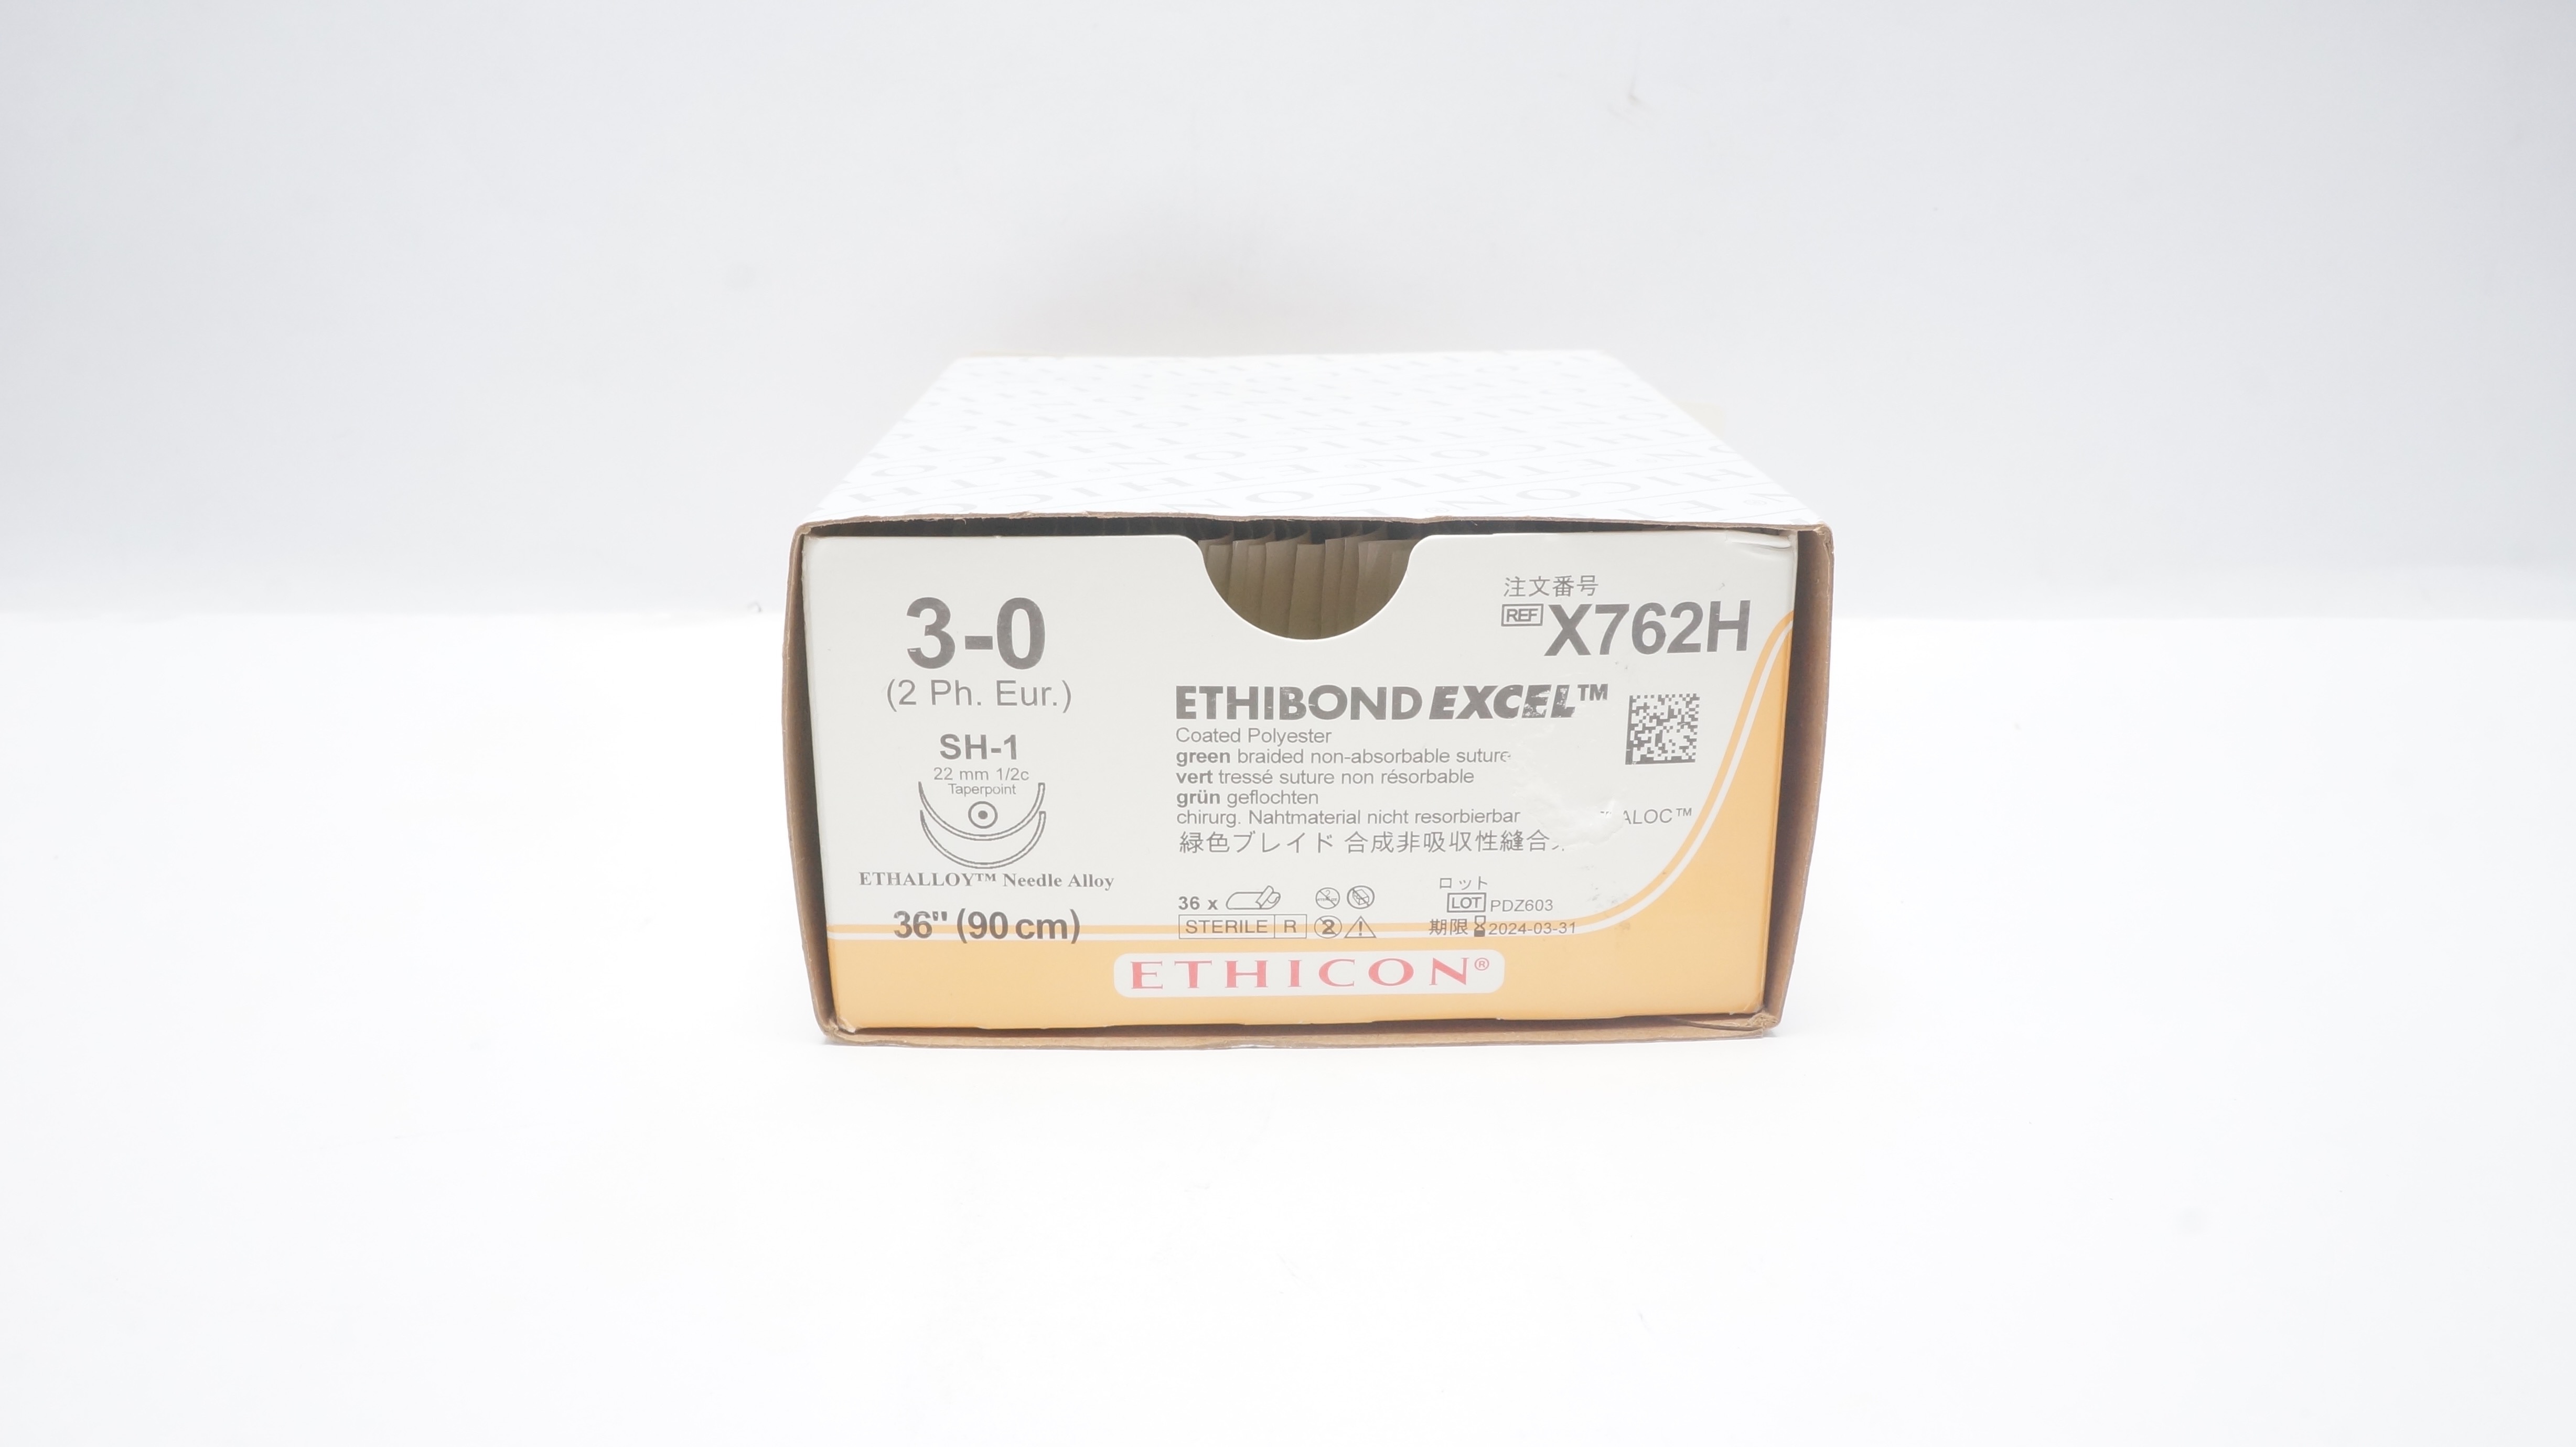 3-0
(2 Ph. Eur.)
SH-1
22 mm 1/2c
Taperpoint
ETHALLOY™ Needle Alloy
36" (90 cm)
注文番号
REF X762H
ETHIBOND EXCEL™
Coated Polyester
green braided non-absorbable suture
vert tressé suture non résorbable
grün geflochten
chirurg. Nahtmaterial nicht resorbierbar
緑色ブレイド 合成非吸収性縫合
ALOC™
36 x
STERILE R
2
ロット
LOT PDZ603
期限 2024-03-31
ETHICON®